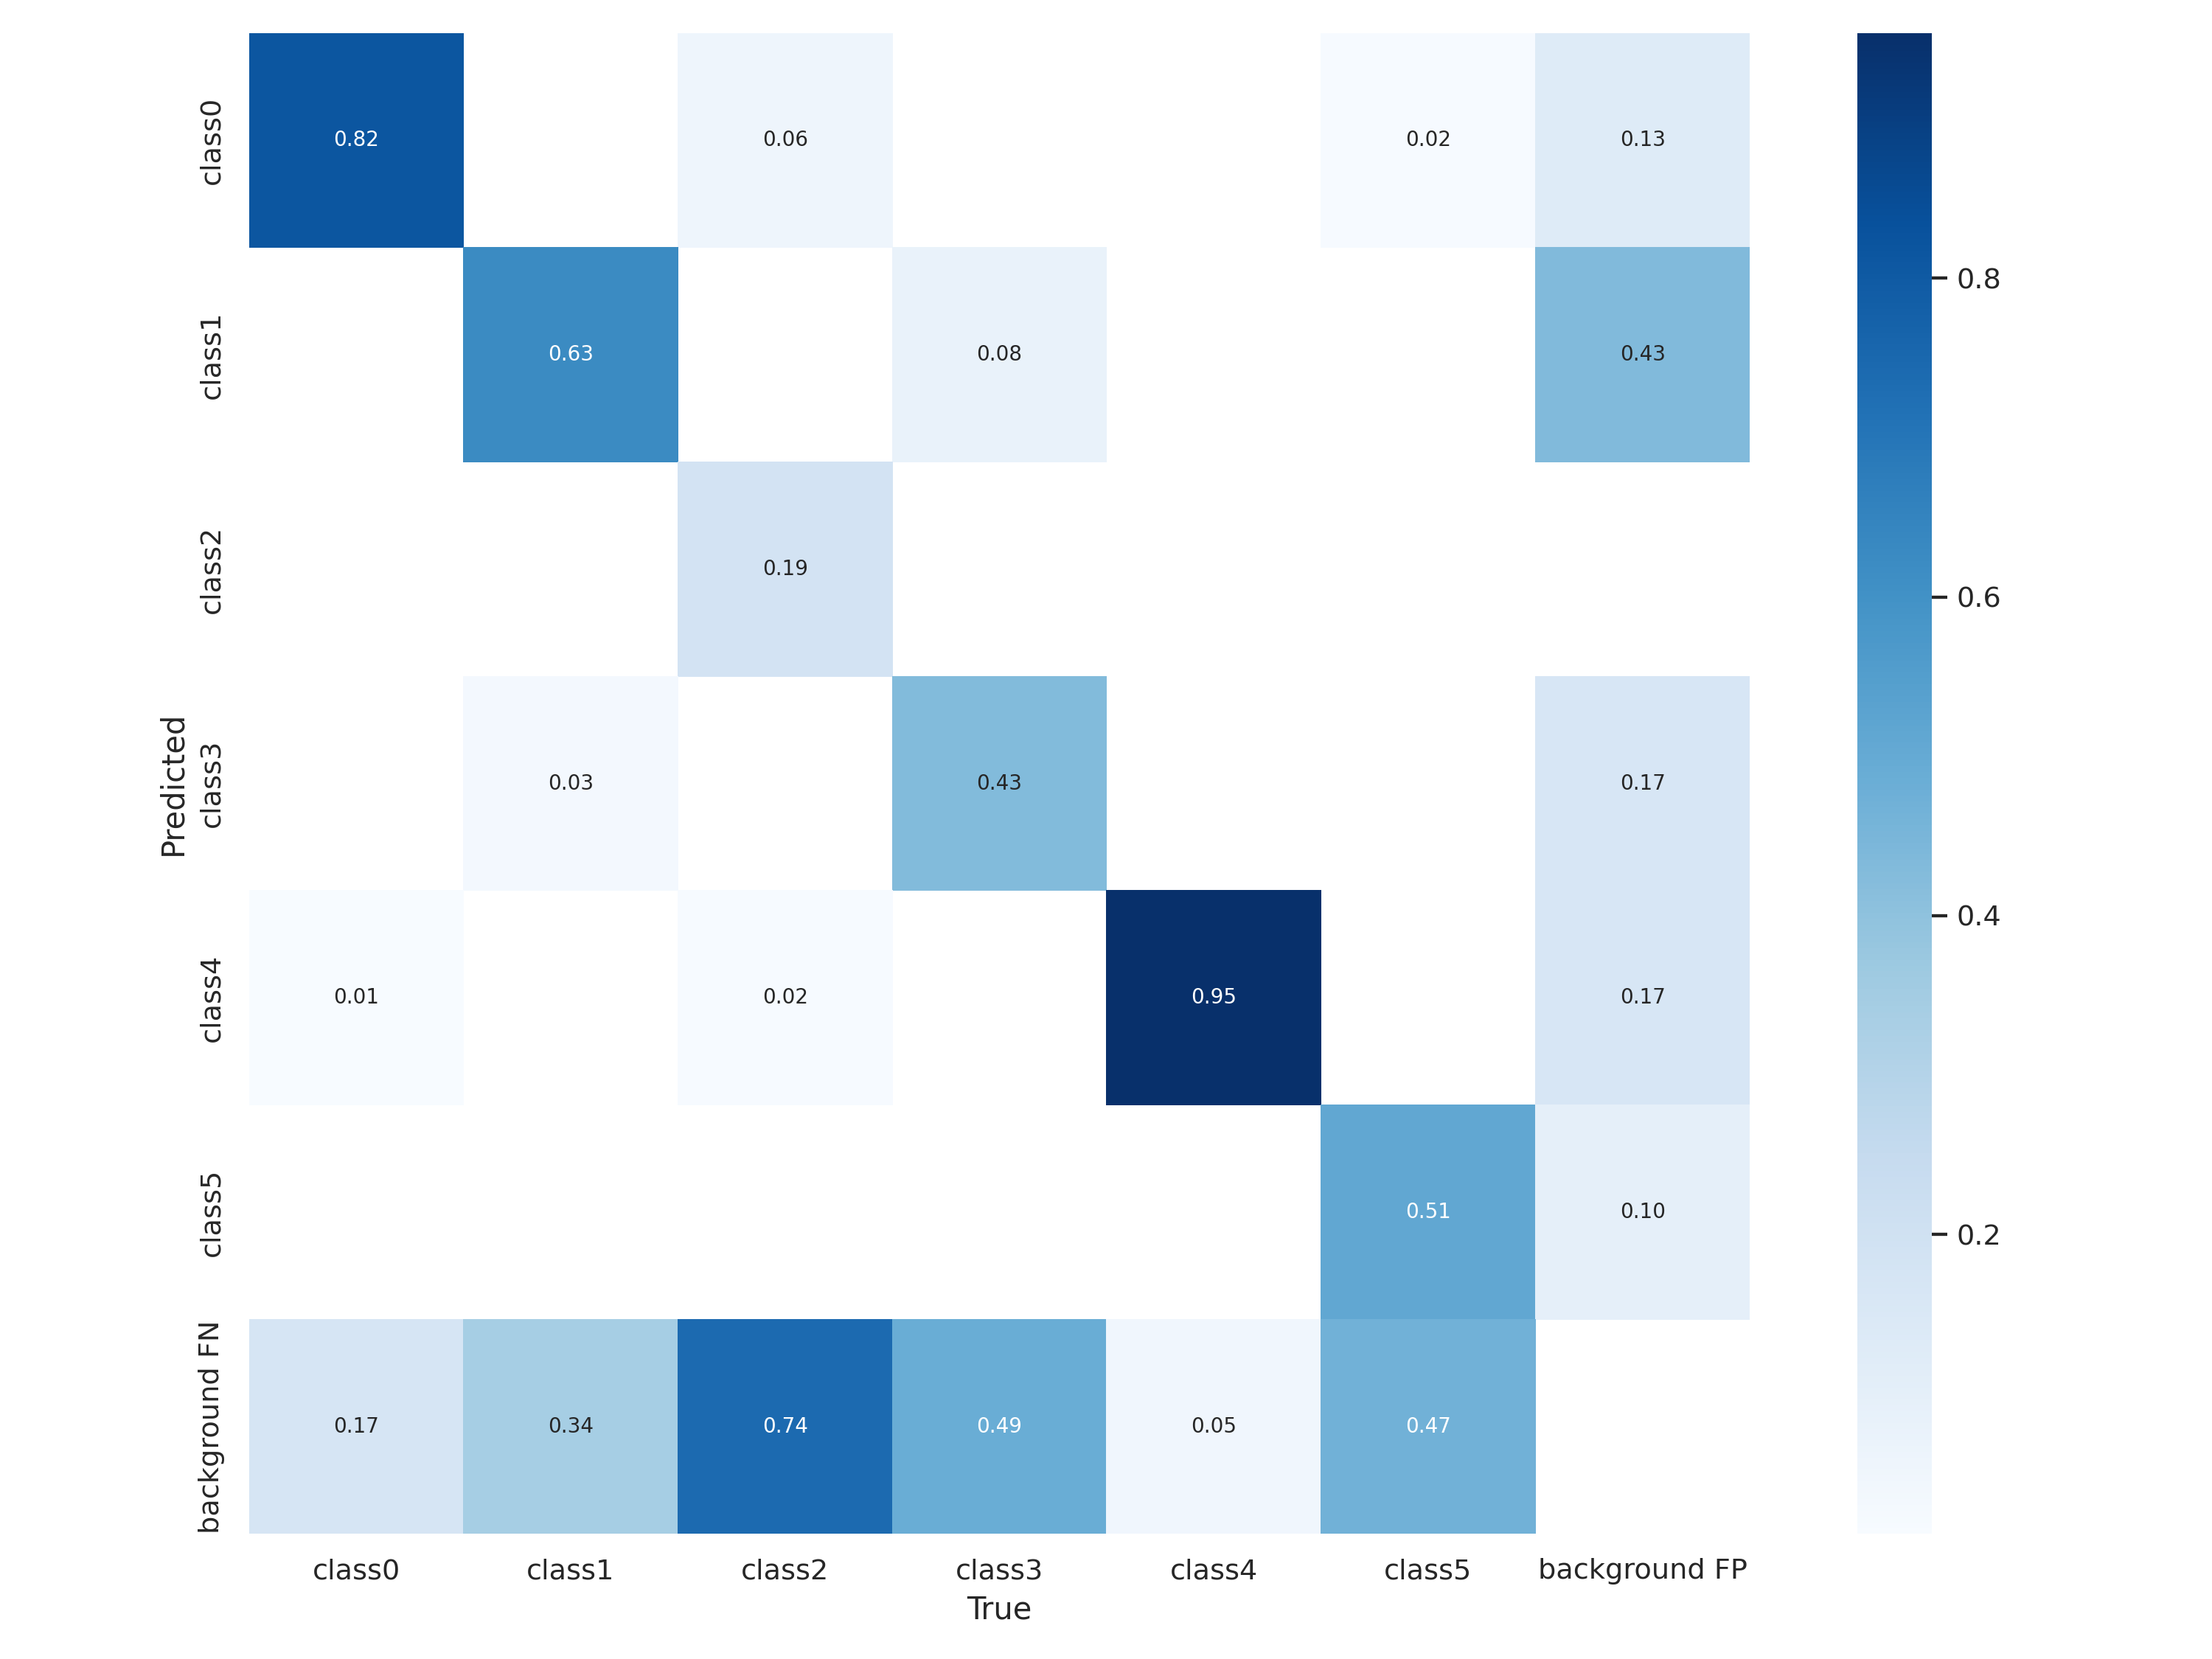 class0
0.82 0.06 0.02 0.13
class1
0.63 0.08 0.43
0.8
class2
0.19
0.6
Predicted
class3
0.03 0.43 0.17
0.4
class4
0.01 0.02 0.95 0.17
class5
0.51 0.10
0.2
background FN
0.17 0.34 0.74 0.49 0.05 0.47
class0 class1 class2 class3 class4 class5 background FP
True